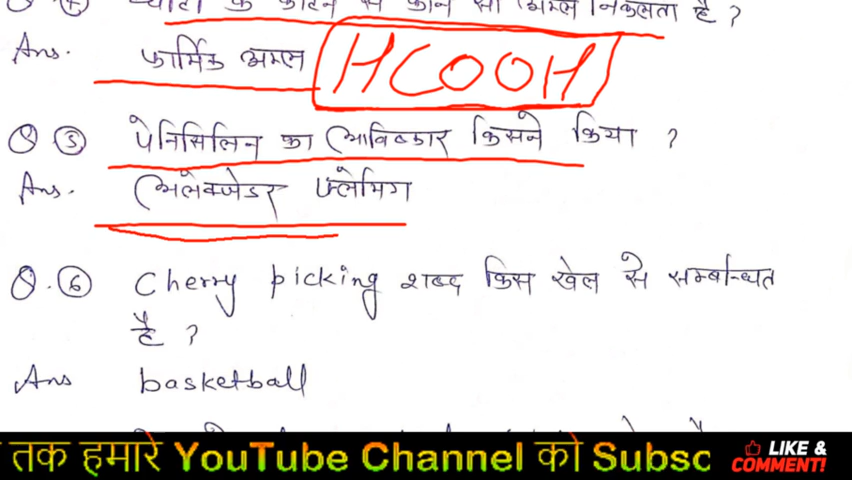 Q (4) चींटी के काटने से कौन सा अम्ल निकलता है ?
Ans. फार्मिक अम्ल HCOOH
Q (5) पेनिसिलिन का आविष्कार किसने किया ?
Ans. अलेक्जेंडर फ्लेमिंग
Q. (6) Cherry picking शब्द किस खेल से सम्बन्धित
है ?
Ans basketball
तक हमारे YouTube Channel को Subsc
LIKE &
COMMENT!